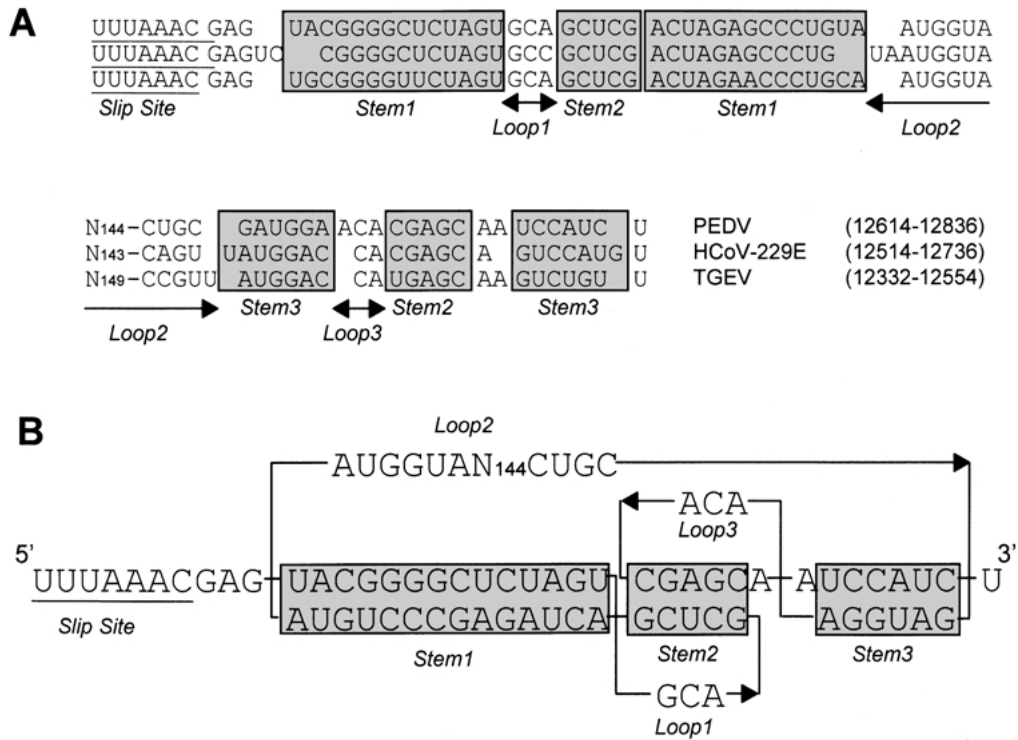 A
UUUAAAC GAG UACGGGGCUCUAGU GCA GCUCG ACUAGAGCCCUGUA AUGGUA
UUUAAAC GAGUC CGGGGCUCUAGU GCC GCUCG ACUAGAGCCCUG UAAUGGUA
UUUAAAC GAG UGCGGGGUUCUAGU GCA GCUCG ACUAGAACCCUGCA AUGGUA
Slip Site Stem1 Loop1 Stem2 Stem1 Loop2
N144–CUGC GAUGGA ACA CGAGC AA UCCAUC U PEDV (12614-12836)
N143–CAGU UAUGGAC CA CGAGC A GUCCAUG U HCoV-229E (12514-12736)
N149–CCGUU AUGGAC CA UGAGC AA GUCUGU U TGEV (12332-12554)
Loop2 Stem3 Loop3 Stem2 Stem3
B
Loop2
AUGGUAN144CUGC
ACA
Loop3
5' 3'
UUUAAACGAG UACGGGGCUCUAGU CGAGCA AUCCAUC U
AUGUCCCGAGAUCA GCUCG AGGUAG
Slip Site Stem1 Stem2 Stem3
GCA
Loop1